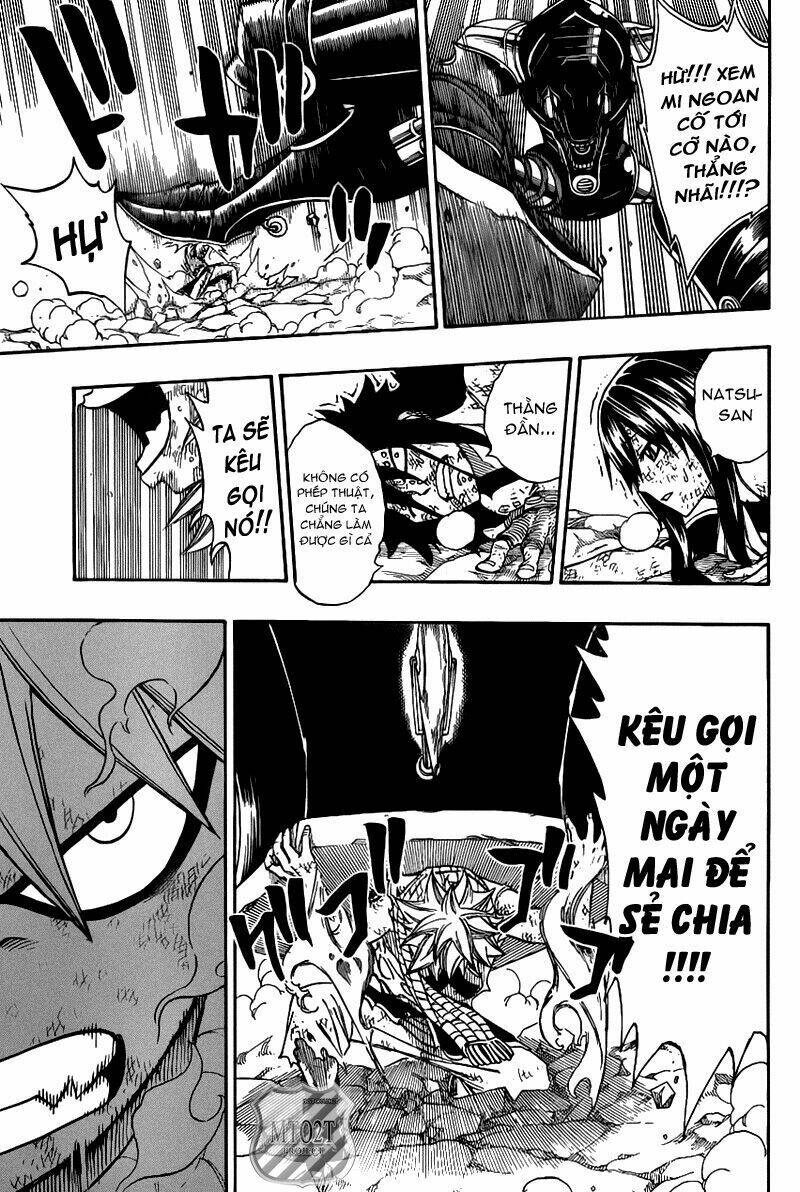 HỪ!!! XEM
MI NGOAN
CỐ TỚI
CỠ NÀO,
THẰNG
NHÃI!!!?
HỰ
NATSU-
SAN
THẰNG
ĐẦN...
KHÔNG CÓ
PHÉP THUẬT,
CHÚNG TA
CHẲNG LÀM
ĐƯỢC GÌ CẢ
TA SẼ
KÊU
GỌI
NÓ!!
KÊU GỌI
MỘT
NGÀY
MAI ĐỂ
SẺ CHIA
!!!!
MT02T
PROJECT